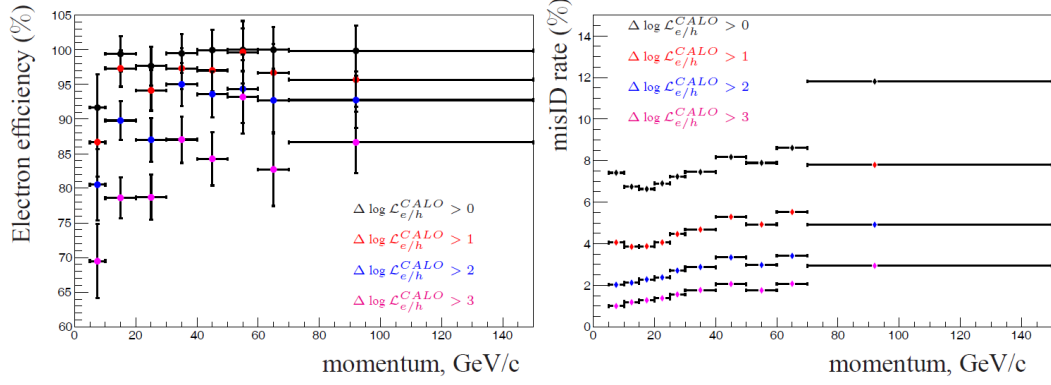 Electron efficiency (%)
105
100
95
90
85
80
75
70
65
60
0 20 40 60 80 100 120 140
momentum, GeV/c
Δ log ℒ_{e/h}^{CALO} > 0
Δ log ℒ_{e/h}^{CALO} > 1
Δ log ℒ_{e/h}^{CALO} > 2
Δ log ℒ_{e/h}^{CALO} > 3
misID rate (%)
14
12
10
8
6
4
2
0
0 20 40 60 80 100 120 140
momentum, GeV/c
Δ log ℒ_{e/h}^{CALO} > 0
Δ log ℒ_{e/h}^{CALO} > 1
Δ log ℒ_{e/h}^{CALO} > 2
Δ log ℒ_{e/h}^{CALO} > 3